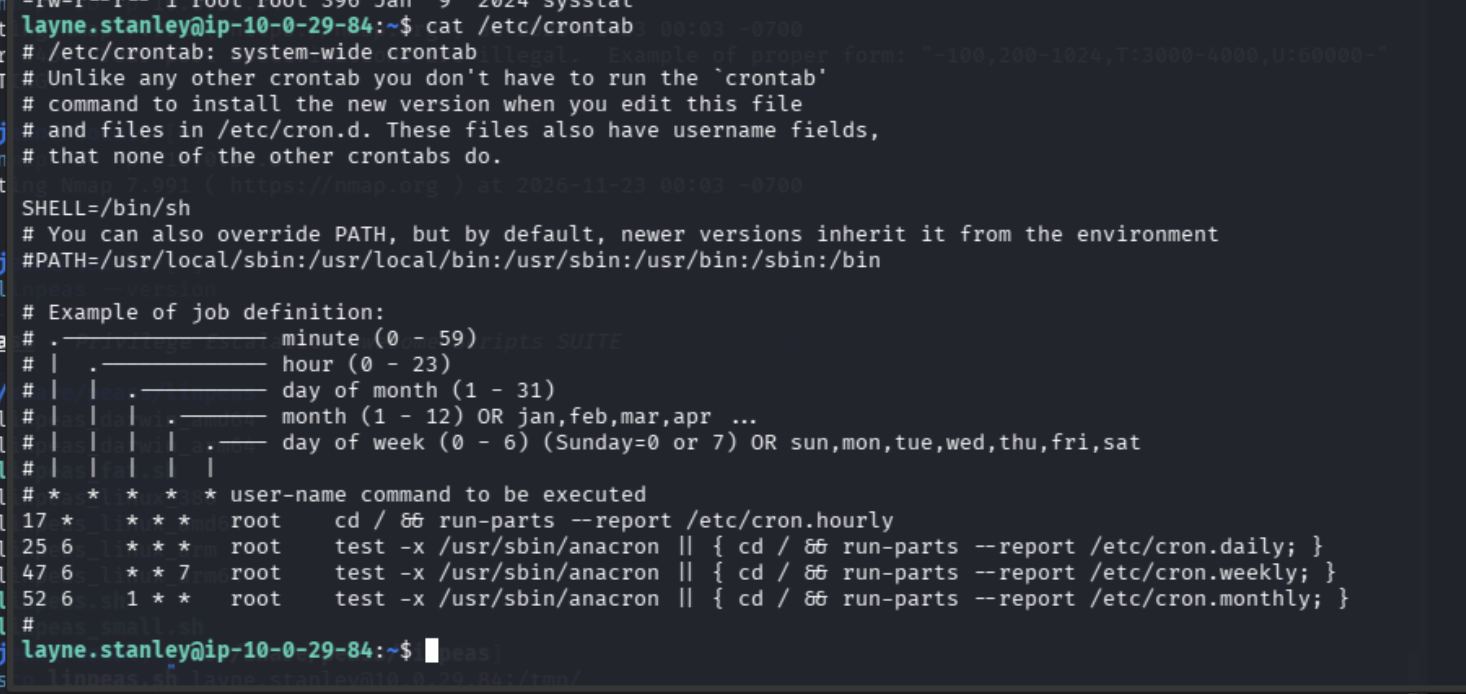 -rw-r--r-- 1 root root 396 Jan  9  2024 sysstat
layne.stanley@ip-10-0-29-84:~$ cat /etc/crontab
# /etc/crontab: system-wide crontab
# Unlike any other crontab you don't have to run the `crontab'
# command to install the new version when you edit this file
# and files in /etc/cron.d. These files also have username fields,
# that none of the other crontabs do.

SHELL=/bin/sh
# You can also override PATH, but by default, newer versions inherit it from the environment
#PATH=/usr/local/sbin:/usr/local/bin:/usr/sbin:/usr/bin:/sbin:/bin

# Example of job definition:
# .---------------- minute (0 - 59)
# |  .------------- hour (0 - 23)
# |  |  .---------- day of month (1 - 31)
# |  |  |  .------- month (1 - 12) OR jan,feb,mar,apr ...
# |  |  |  |  .---- day of week (0 - 6) (Sunday=0 or 7) OR sun,mon,tue,wed,thu,fri,sat
# |  |  |  |  |
# *  *  *  *  * user-name command to be executed
17 *    * * *   root    cd / && run-parts --report /etc/cron.hourly
25 6    * * *   root    test -x /usr/sbin/anacron || { cd / && run-parts --report /etc/cron.daily; }
47 6    * * 7   root    test -x /usr/sbin/anacron || { cd / && run-parts --report /etc/cron.weekly; }
52 6    1 * *   root    test -x /usr/sbin/anacron || { cd / && run-parts --report /etc/cron.monthly; }
#
layne.stanley@ip-10-0-29-84:~$